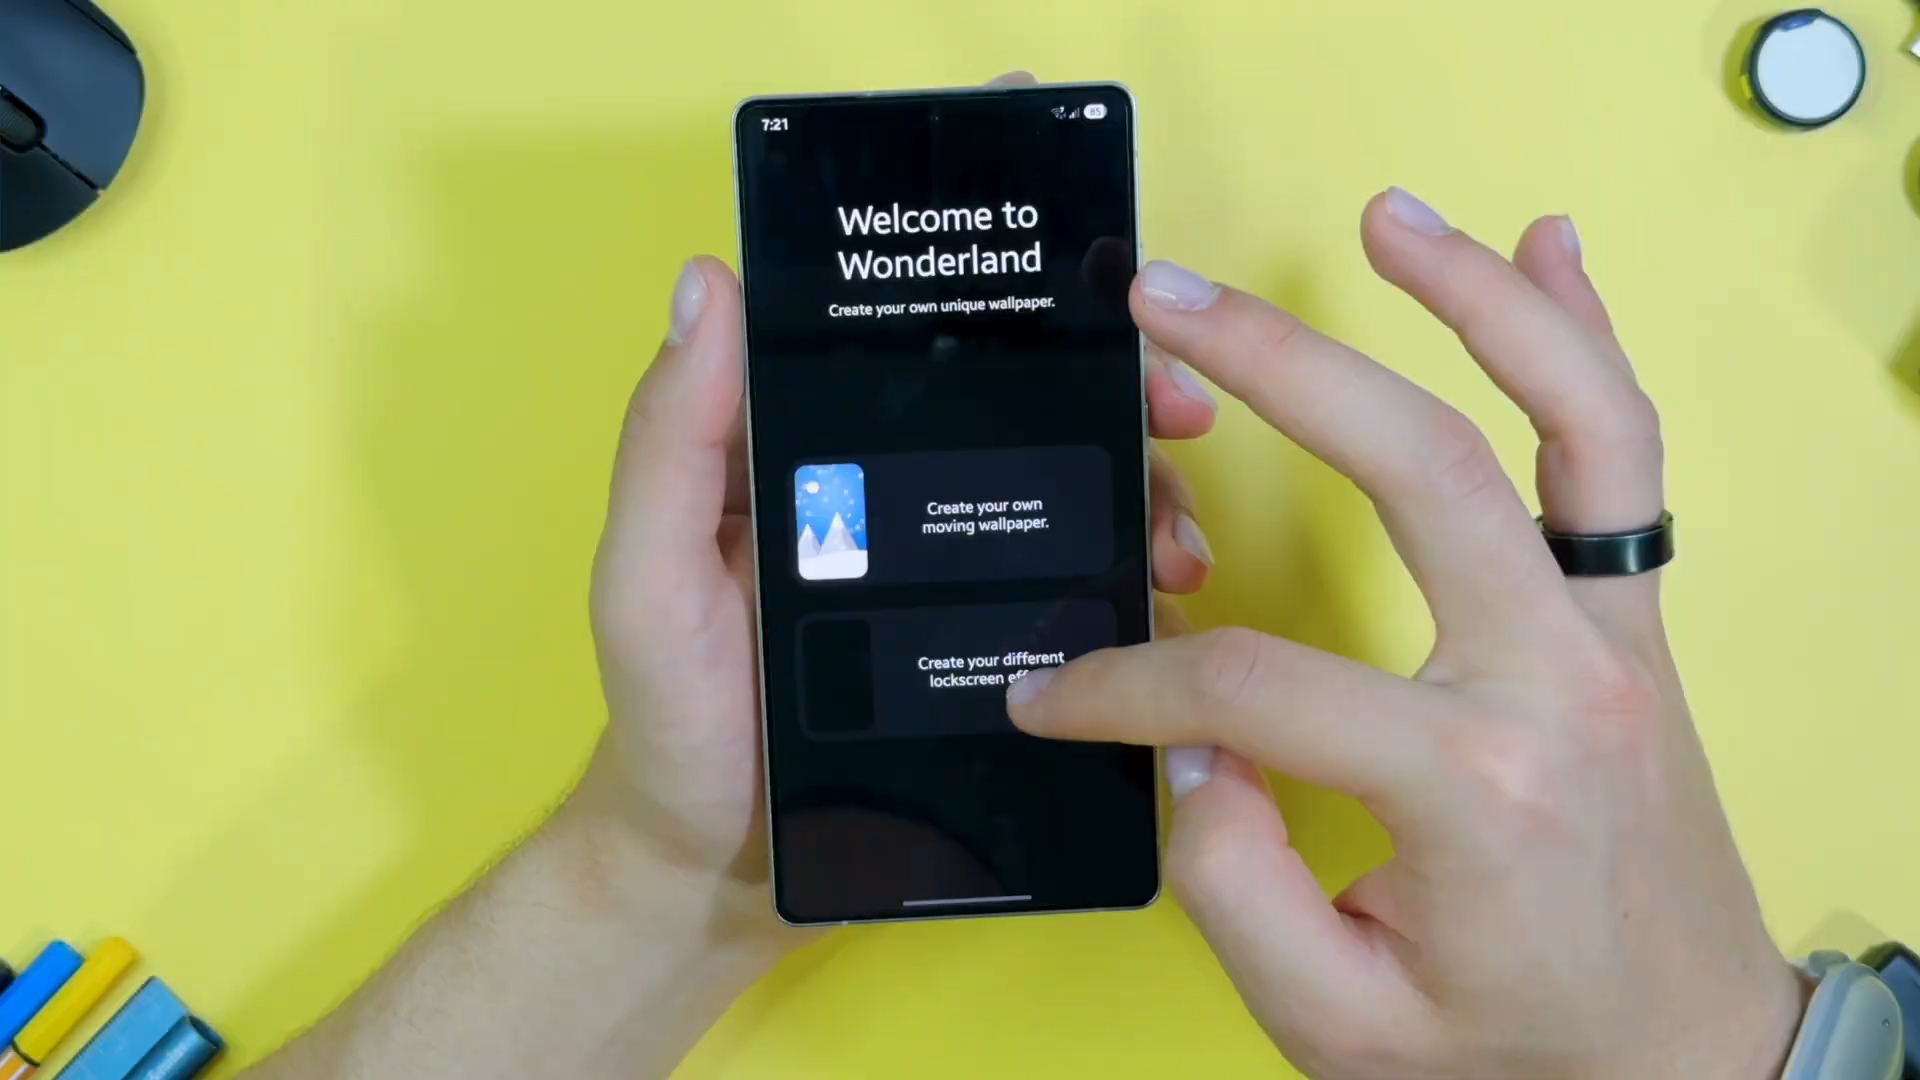 7:21
85
Welcome to
Wonderland
Create your own unique wallpaper.
Create your own
moving wallpaper.
Create your different
lockscreen